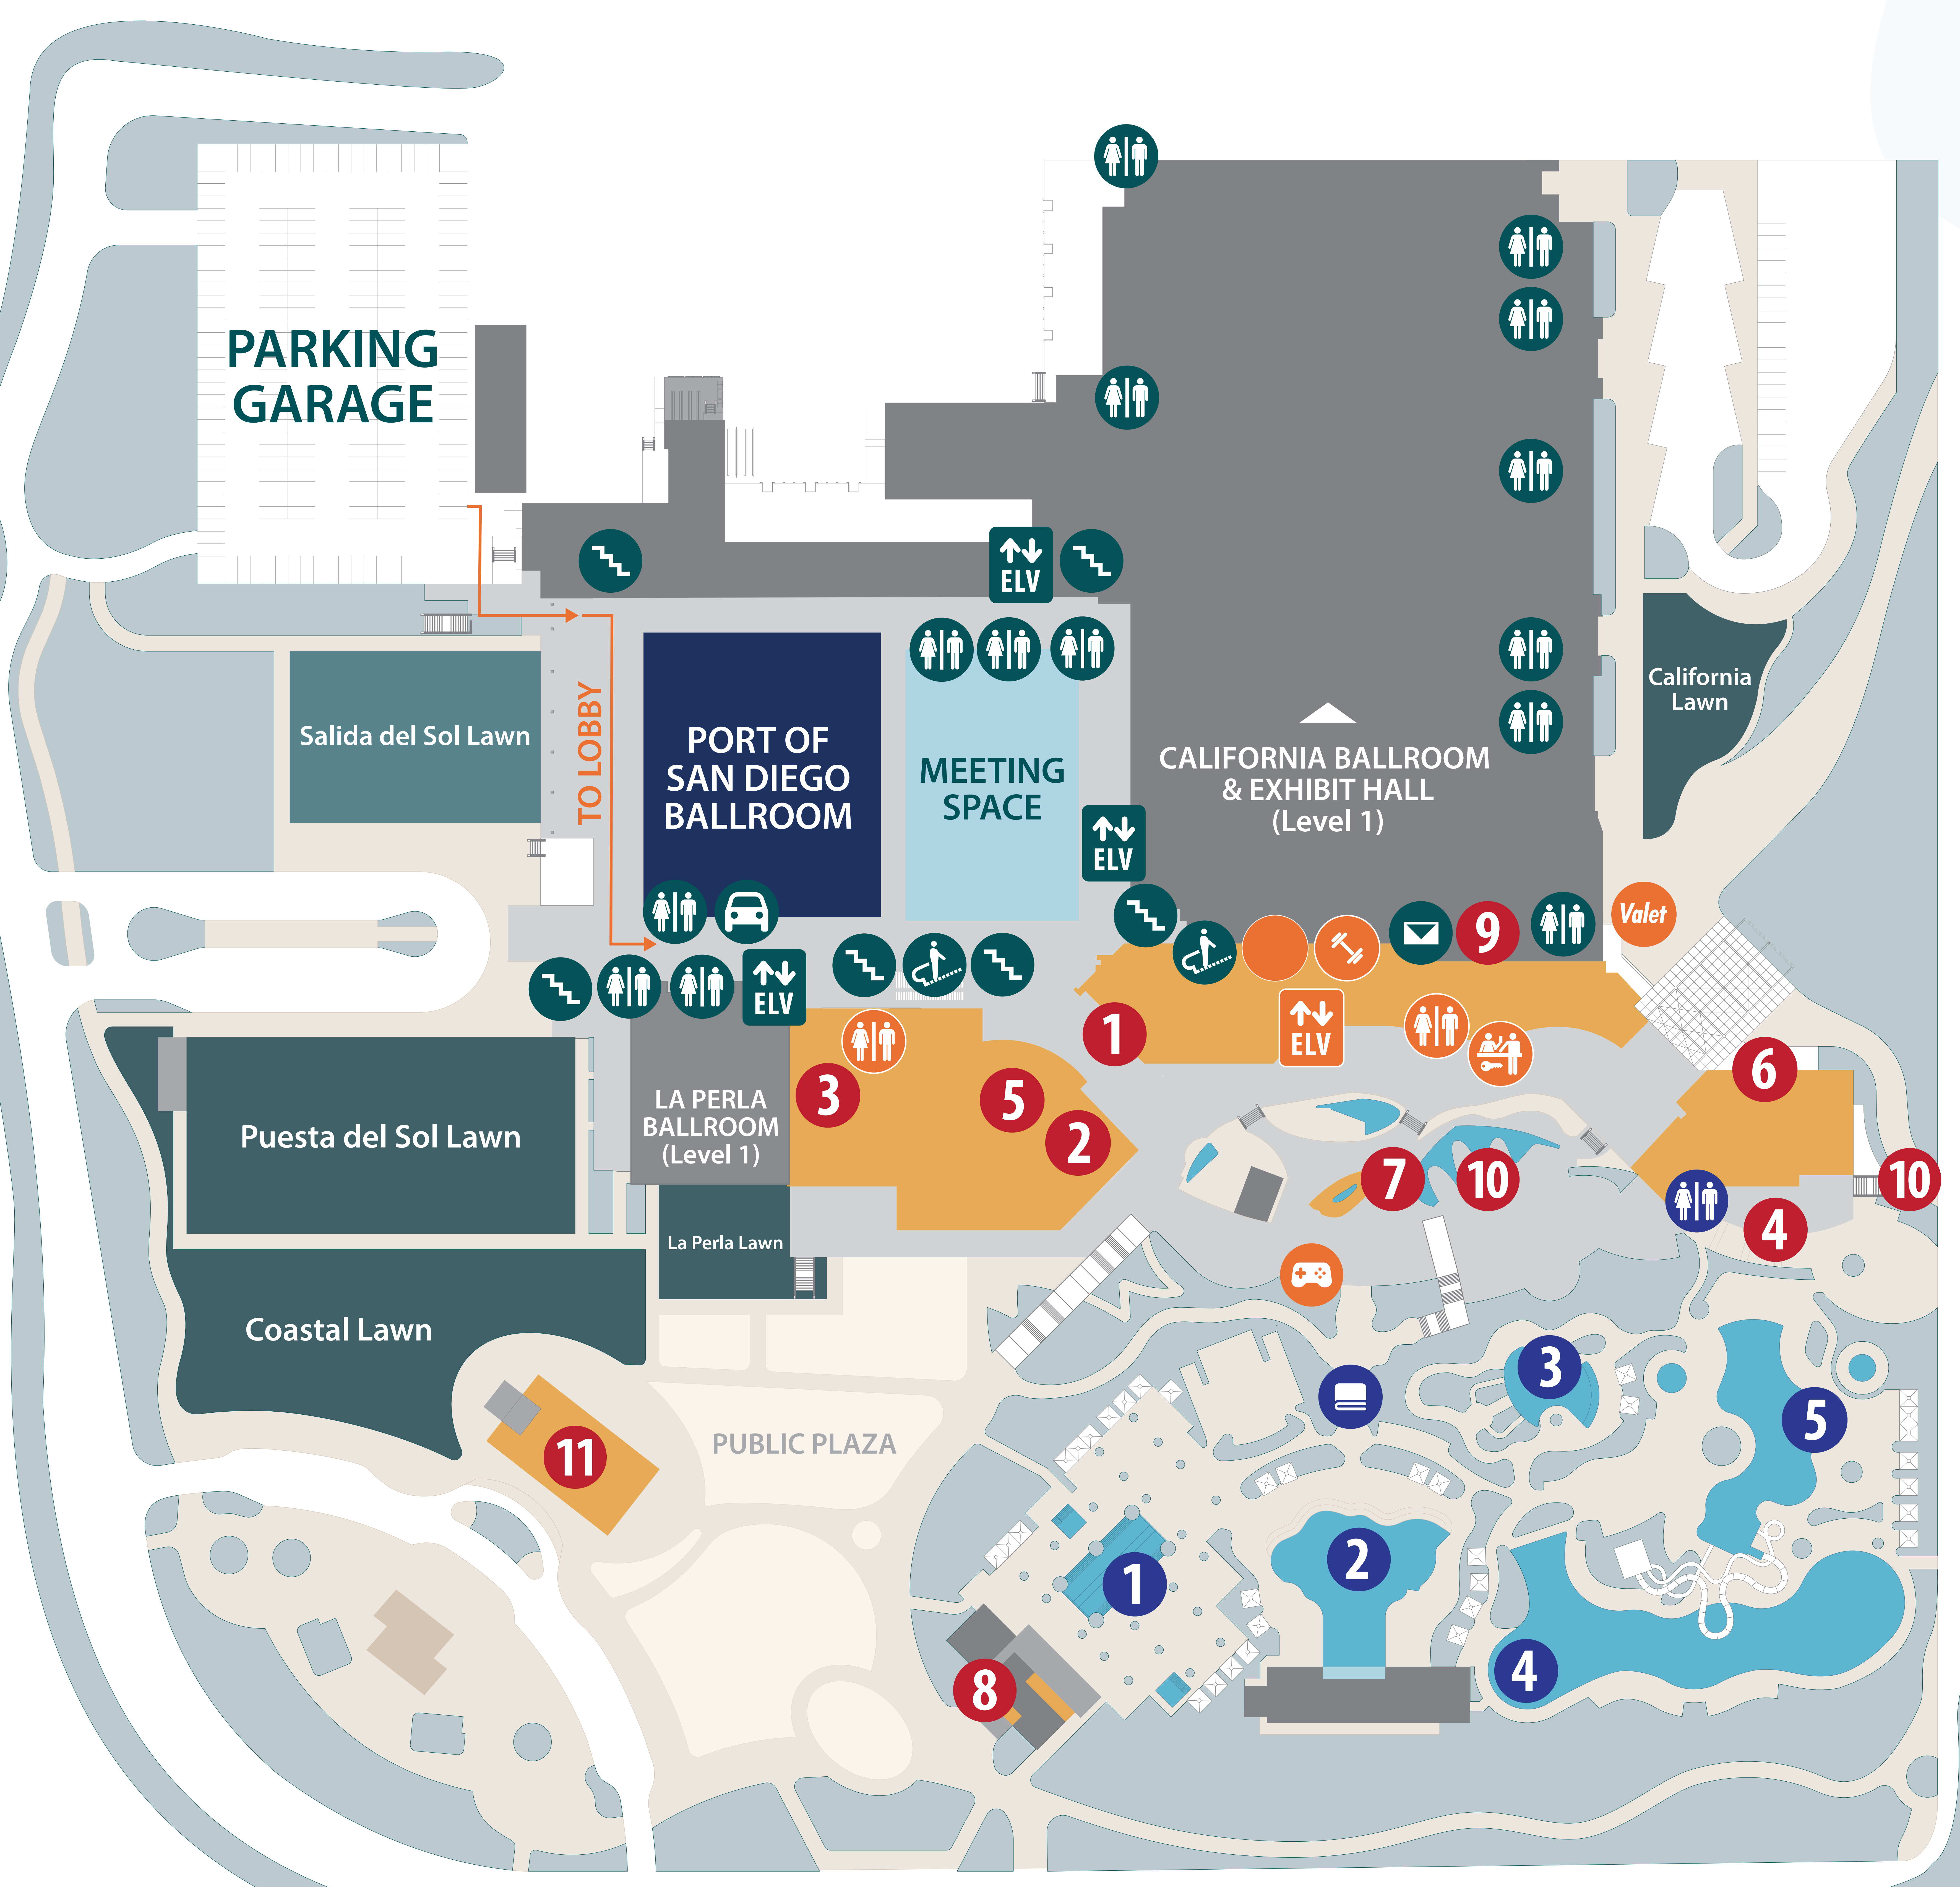 PARKING
GARAGE
ELV
California
Lawn
Salida del Sol Lawn
TO LOBBY
PORT OF
SAN DIEGO
BALLROOM
MEETING
SPACE
CALIFORNIA BALLROOM
& EXHIBIT HALL
(Level 1)
ELV
Valet
9
ELV
1
ELV
6
3
5
2
LA PERLA
BALLROOM
(Level 1)
Puesta del Sol Lawn
7
10
10
4
La Perla Lawn
Coastal Lawn
3
5
PUBLIC PLAZA
11
2
1
4
8